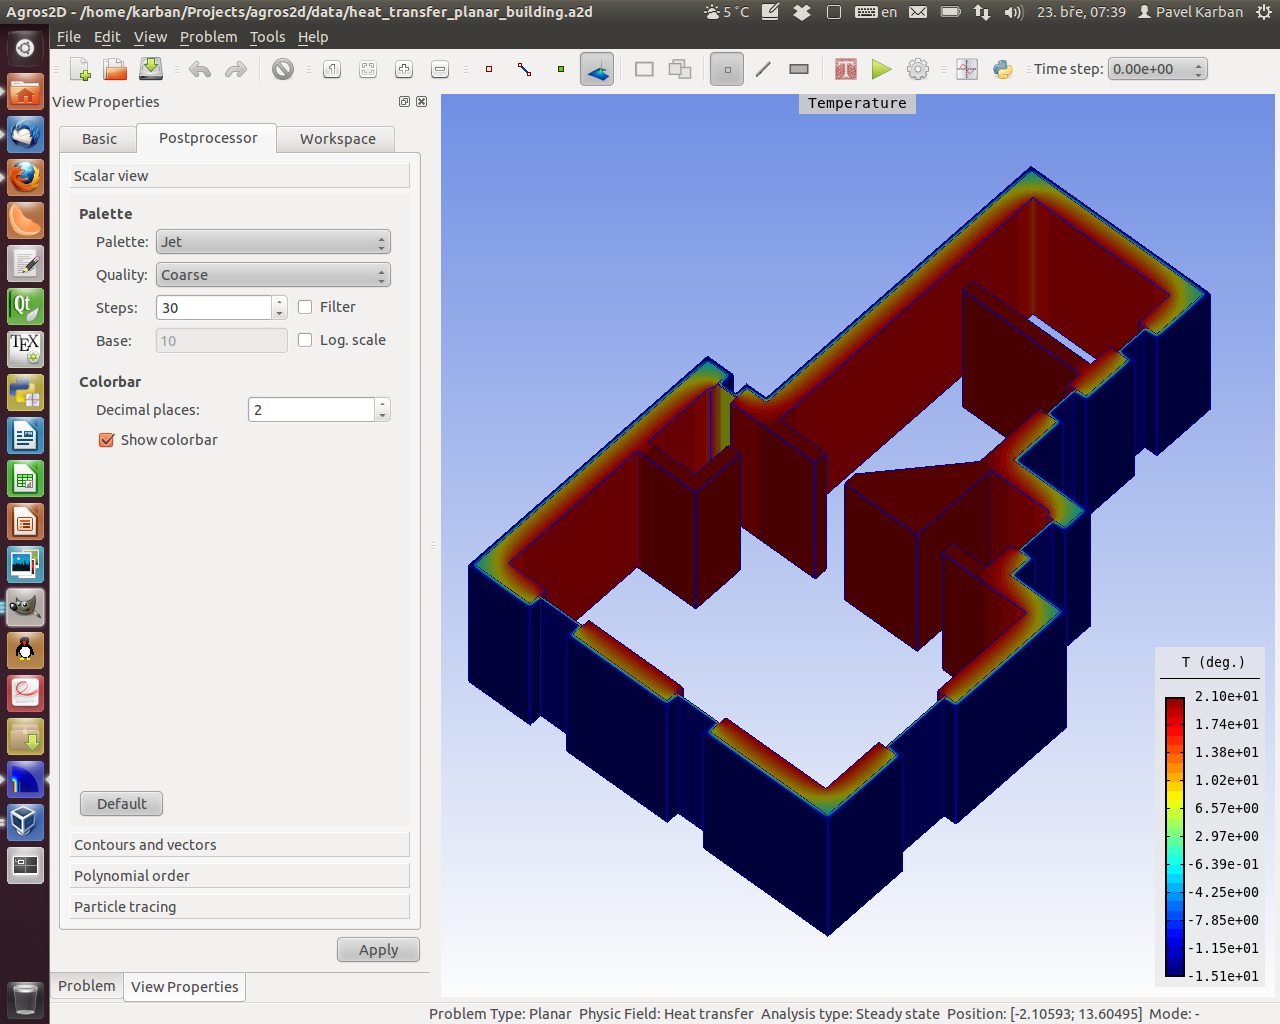 Agros2D - /home/karban/Projects/agros2d/data/heat_transfer_planar_building.a2d
5 °C
en
23. bře, 07:39
Pavel Karban
File Edit View Problem Tools Help
Time step: 0.00e+00
View Properties
Basic Postprocessor Workspace
Scalar view
Palette
Palette: Jet
Quality: Coarse
Steps: 30 Filter
Base: 10 Log. scale
Colorbar
Decimal places: 2
Show colorbar
Default
Contours and vectors
Polynomial order
Particle tracing
Apply
Problem View Properties
Temperature
T (deg.)
2.10e+01
1.74e+01
1.38e+01
1.02e+01
6.57e+00
2.97e+00
-6.39e-01
-4.25e+00
-7.85e+00
-1.15e+01
-1.51e+01
Qt
TEX
Problem Type: Planar Physic Field: Heat transfer Analysis type: Steady state Position: [-2.10593; 13.60495] Mode: -